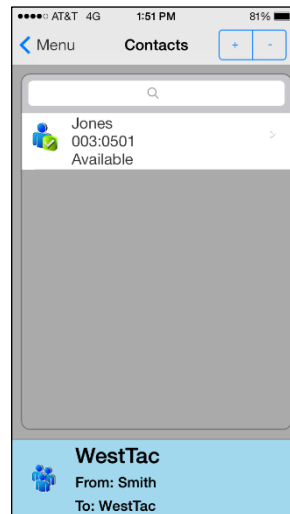 AT&T 4G 1:51 PM 81%
Menu Contacts + -
Jones
003:0501
Available
WestTac
From: Smith
To: WestTac